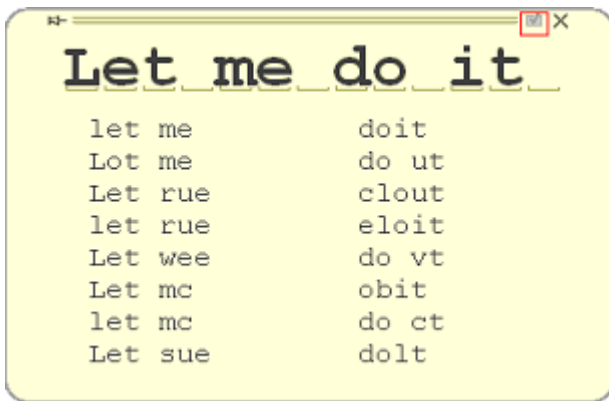 Let me do it
let me doit
Lot me do ut
Let rue clout
let rue eloit
Let wee do vt
Let mc obit
let mc do ct
Let sue dolt